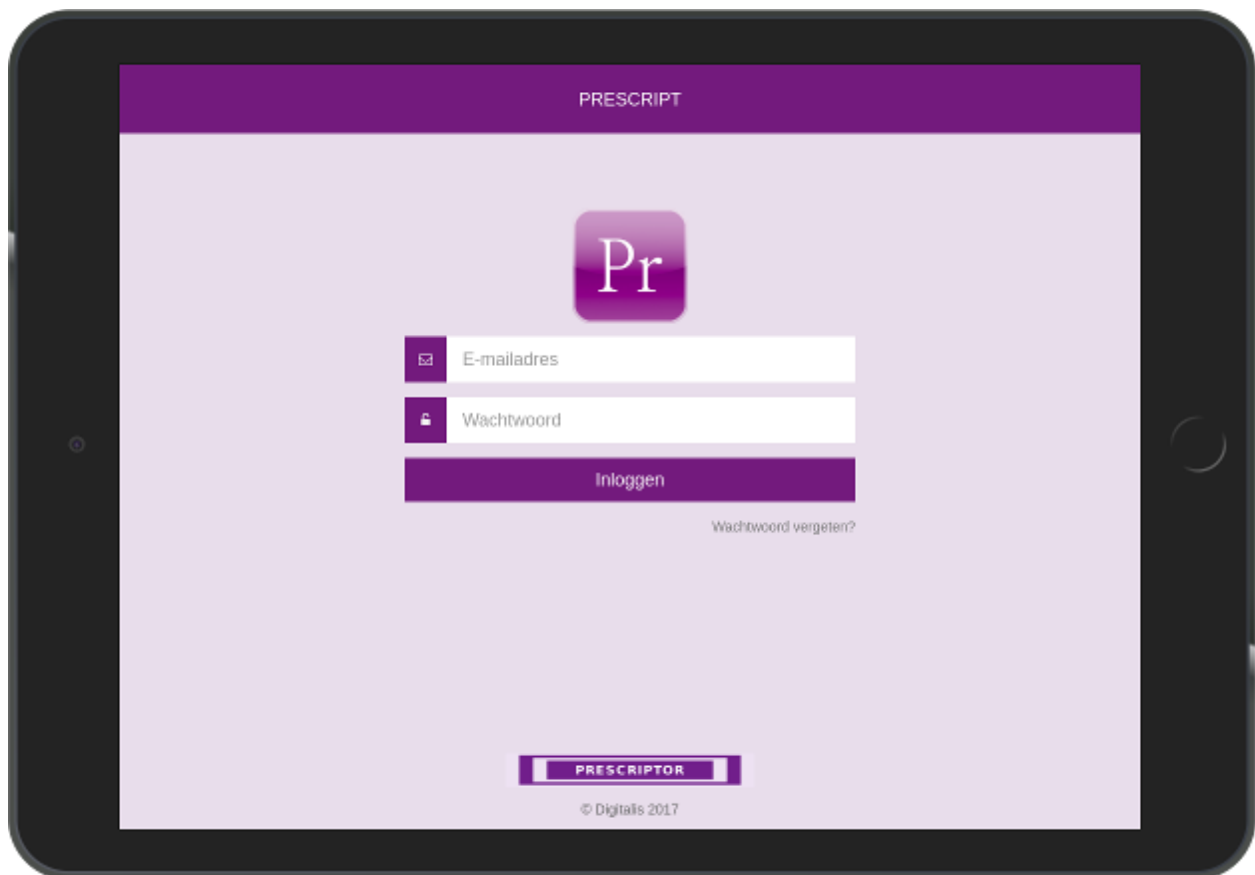 PRESCRIPT
Pr
E-mailadres
Wachtwoord
Inloggen
Wachtwoord vergeten?
PRESCRIPTOR
© Digitalis 2017